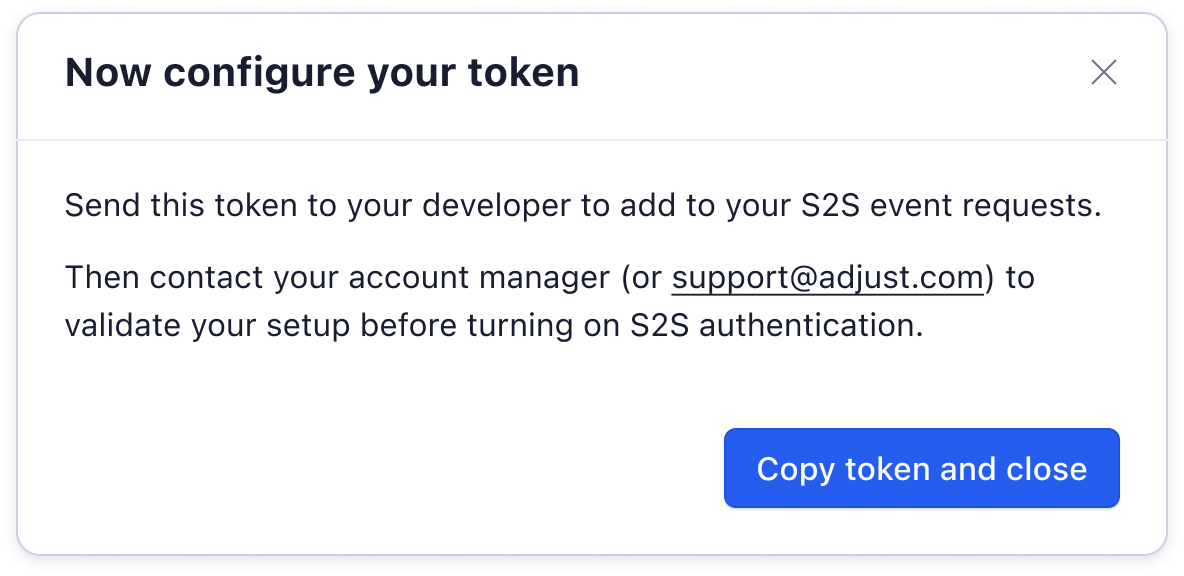 Now configure your token
Send this token to your developer to add to your S2S event requests.
Then contact your account manager (or support@adjust.com) to
validate your setup before turning on S2S authentication.
Copy token and close